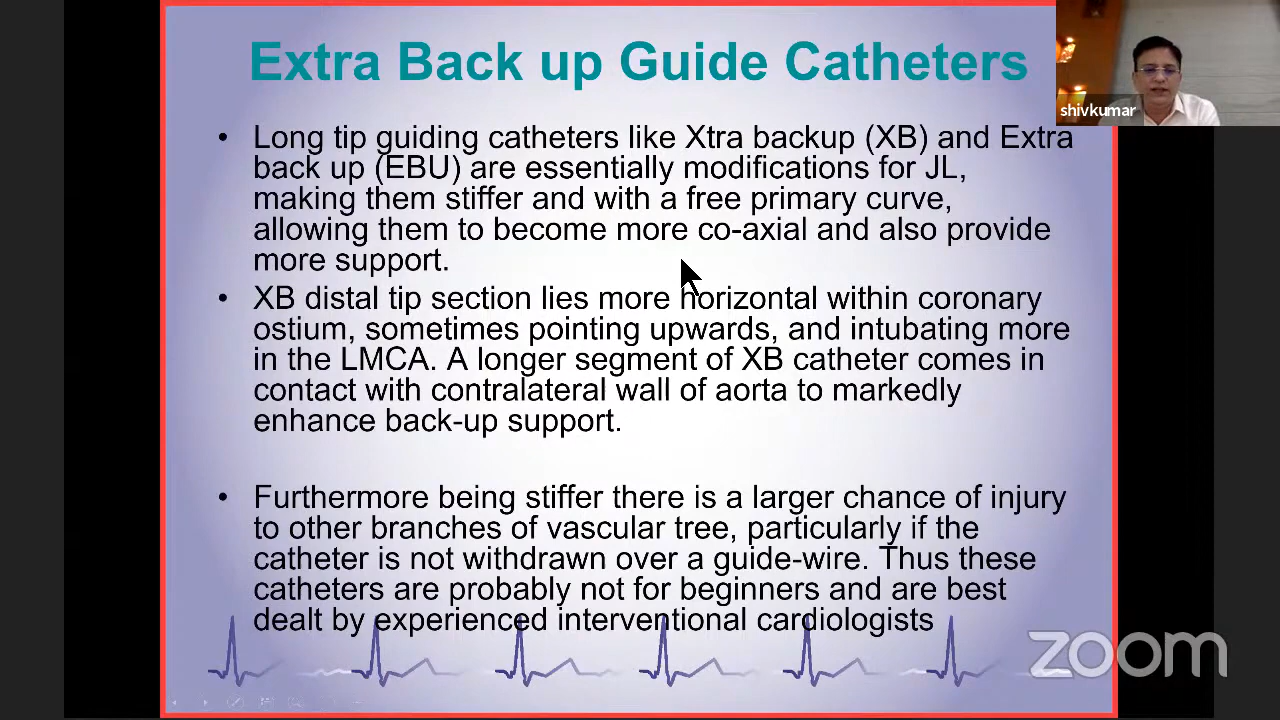 Extra Back up Guide Catheters
shivkumar
• Long tip guiding catheters like Xtra backup (XB) and Extra
back up (EBU) are essentially modifications for JL,
making them stiffer and with a free primary curve,
allowing them to become more co-axial and also provide
more support.
• XB distal tip section lies more horizontal within coronary
ostium, sometimes pointing upwards, and intubating more
in the LMCA. A longer segment of XB catheter comes in
contact with contralateral wall of aorta to markedly
enhance back-up support.
• Furthermore being stiffer there is a larger chance of injury
to other branches of vascular tree, particularly if the
catheter is not withdrawn over a guide-wire. Thus these
catheters are probably not for beginners and are best
dealt by experienced interventional cardiologists
zoom